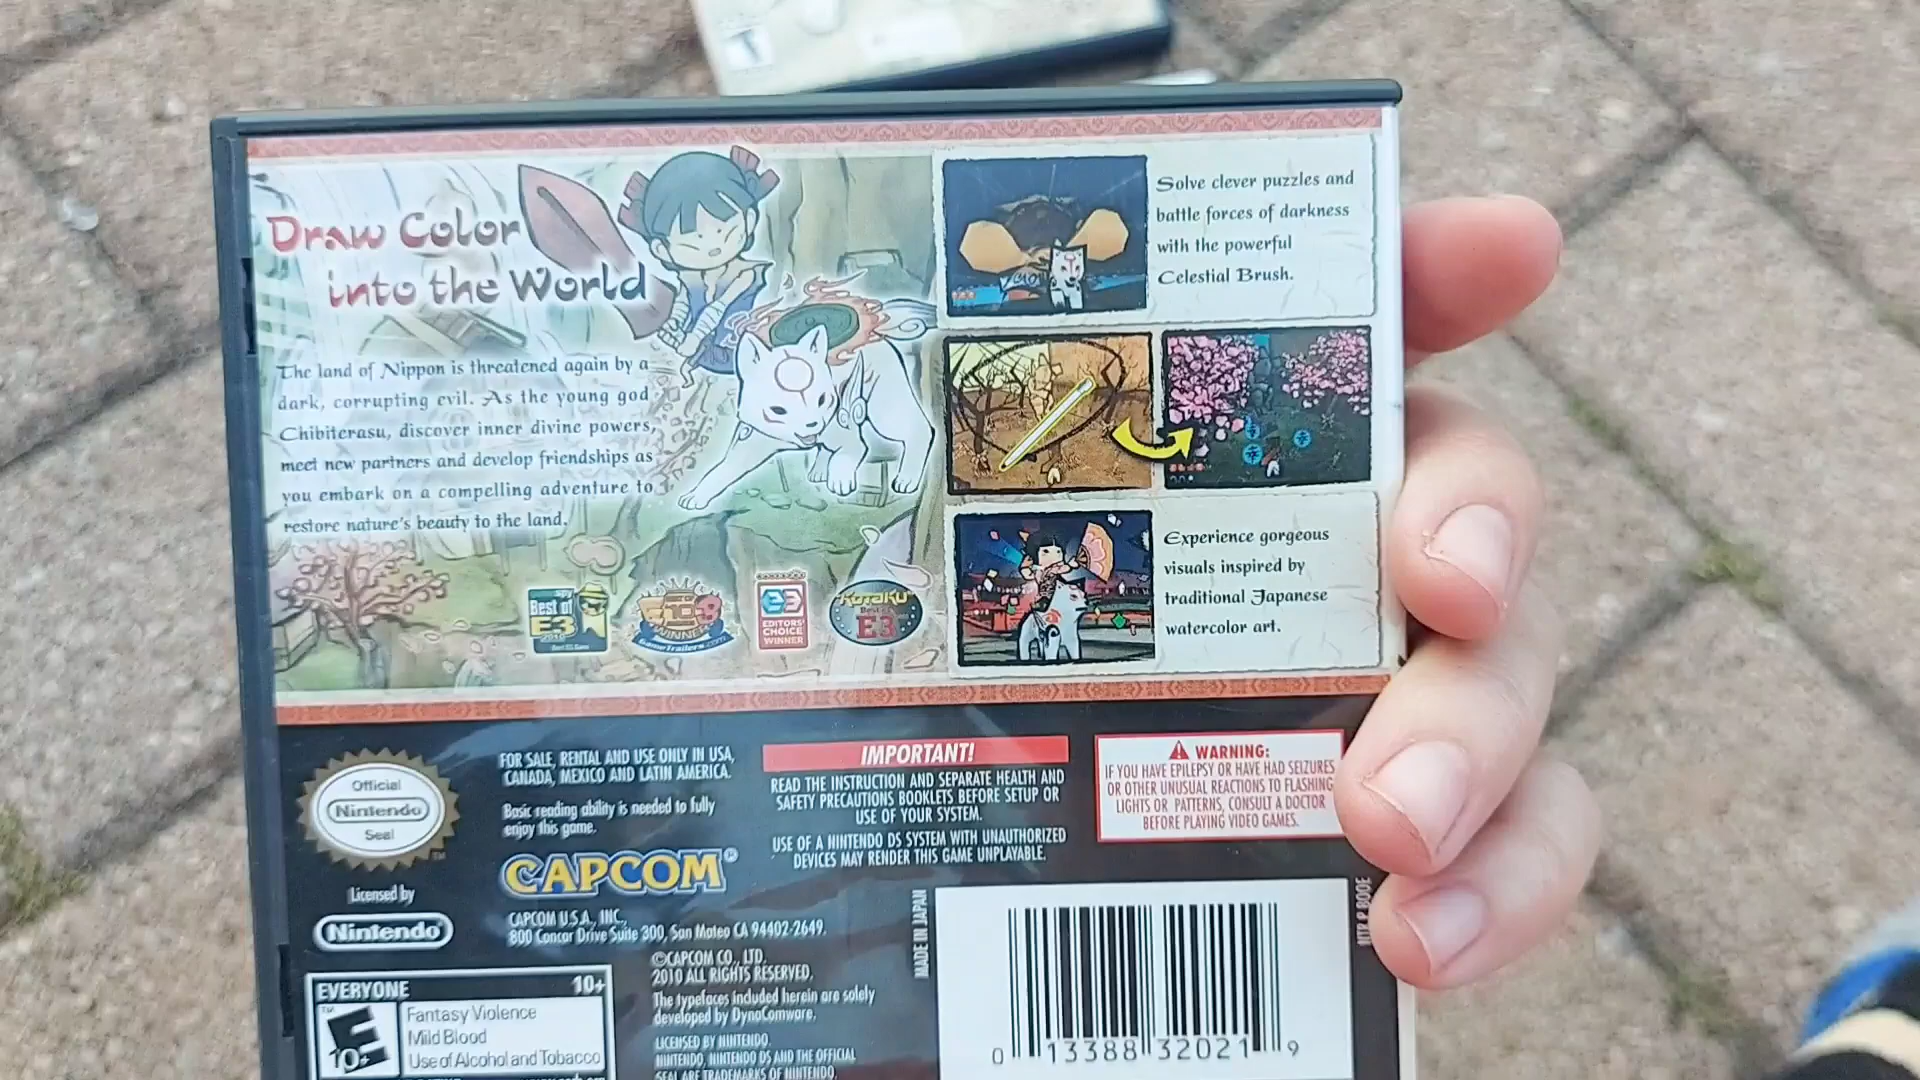 T
Draw Color
into the World
The land of Nippon is threatened again by a
dark, corrupting evil. As the young god
Chibiterasu, discover inner divine powers,
meet new partners and develop friendships as
you embark on a compelling adventure to
restore nature's beauty to the land.
Solve clever puzzles and
battle forces of darkness
with the powerful
Celestial Brush.
Experience gorgeous
visuals inspired by
traditional Japanese
watercolor art.
spy
Best of
E3
2010
E3
WINNER
GameTrailers.com
E3
EDITORS'
CHOICE
WINNER
KOTAKU
Best of
E3
Official
Nintendo
Seal
TM
Licensed by
Nintendo
FOR SALE, RENTAL AND USE ONLY IN USA,
CANADA, MEXICO AND LATIN AMERICA.
Basic reading ability is needed to fully
enjoy this game.
CAPCOM®
CAPCOM U.S.A., INC.,
800 Concar Drive Suite 300, San Mateo CA 94402-2649.
©CAPCOM CO., LTD.
2010 ALL RIGHTS RESERVED.
The typefaces included herein are solely
developed by DynaComware.
LICENSED BY NINTENDO.
NINTENDO, NINTENDO DS AND THE OFFICIAL
SEAL ARE TRADEMARKS OF NINTENDO.
IMPORTANT!
READ THE INSTRUCTION AND SEPARATE HEALTH AND
SAFETY PRECAUTIONS BOOKLETS BEFORE SETUP OR
USE OF YOUR SYSTEM.
USE OF A NINTENDO DS SYSTEM WITH UNAUTHORIZED
DEVICES MAY RENDER THIS GAME UNPLAYABLE.
WARNING:
IF YOU HAVE EPILEPSY OR HAVE HAD SEIZURES
OR OTHER UNUSUAL REACTIONS TO FLASHING
LIGHTS OR PATTERNS, CONSULT A DOCTOR
BEFORE PLAYING VIDEO GAMES.
EVERYONE 10+
E
10+
Fantasy Violence
Mild Blood
Use of Alcohol and Tobacco
MADE IN JAPAN
0 13388 32021 9